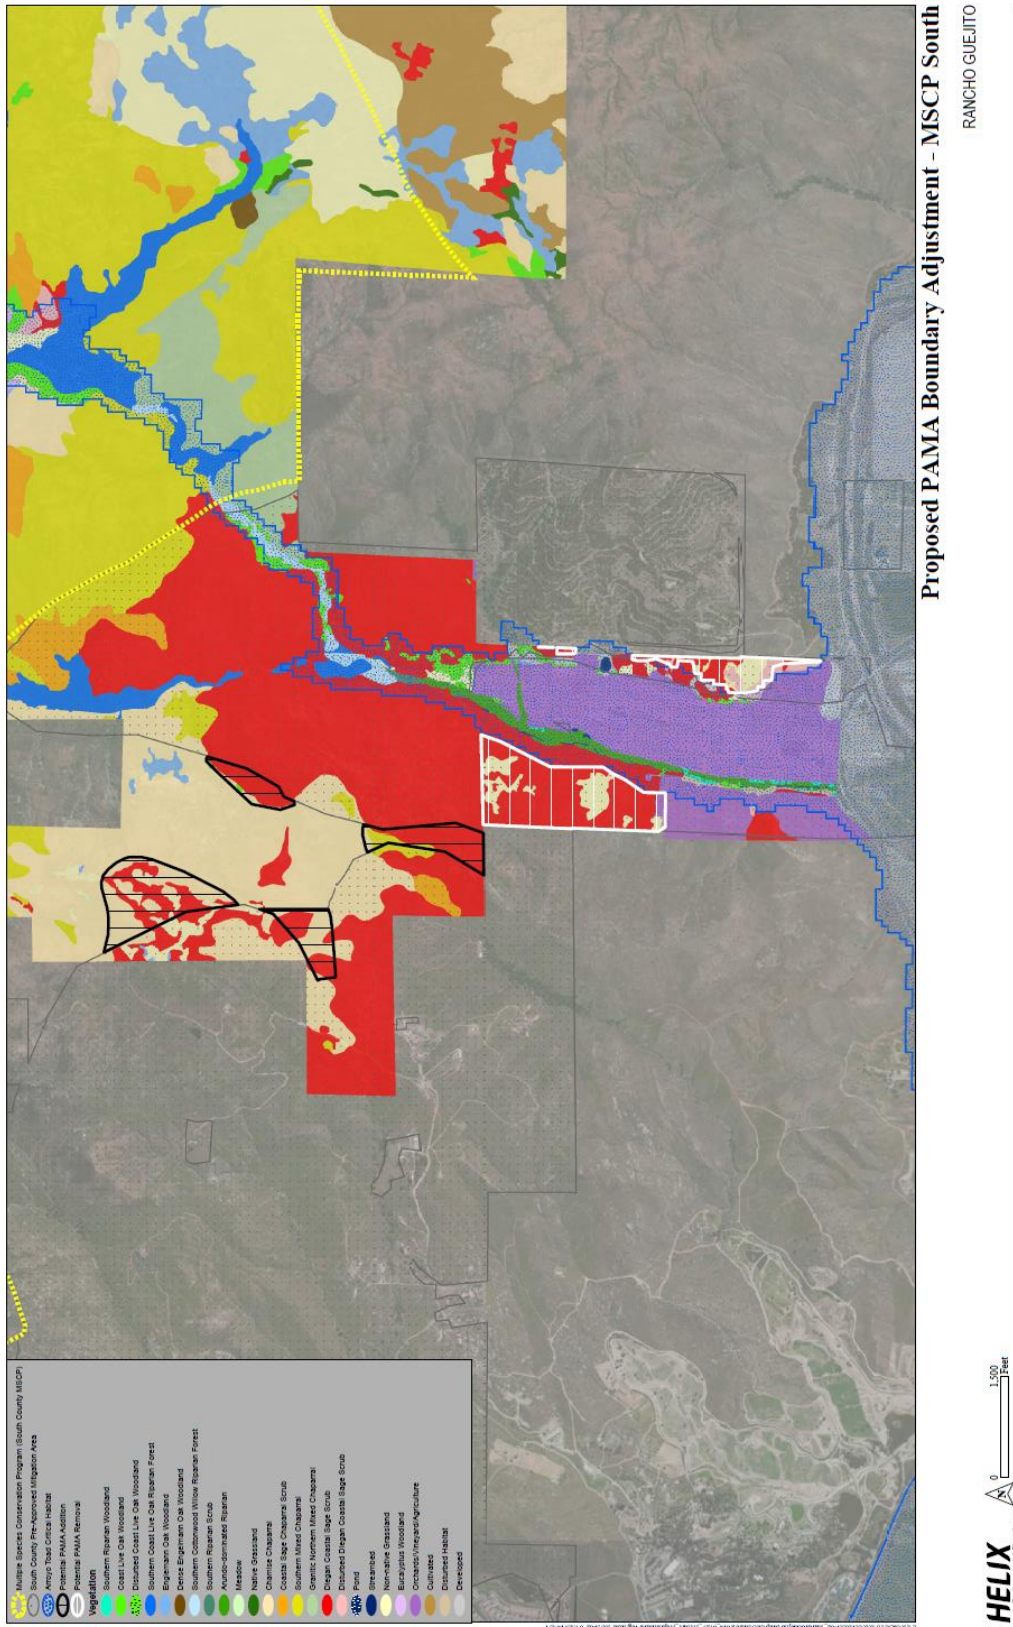 Proposed PAMA Boundary Adjustment - MSCP South
RANCHO GUEJITO
Multiple Species Conservation Program (South County MSCP)
South County Pre-Approved Mitigation Area
Arroyo Toad Critical Habitat
Potential PAMA Addition
Potential PAMA Removal
Vegetation
Southern Riparian Woodland
Coast Live Oak Woodland
Disturbed Coast Live Oak Woodland
Southern Coast Live Oak Riparian Forest
Engelmann Oak Woodland
Dense Engelmann Oak Woodland
Southern Cottonwood Willow Riparian Forest
Southern Riparian Scrub
Arundo-dominated Riparian
Meadow
Native Grassland
Chamise Chaparral
Coastal Sage Chaparral Scrub
Southern Mixed Chaparral
Granitic Northern Mixed Chaparral
Diegan Coastal Sage Scrub
Disturbed Diegan Coastal Sage Scrub
Pond
Streambed
Non-native Grassland
Eucalyptus Woodland
Orchards/Vineyard/Agriculture
Cultivated
Disturbed Habitat
Developed
HELIX
N
0 1,500
Feet